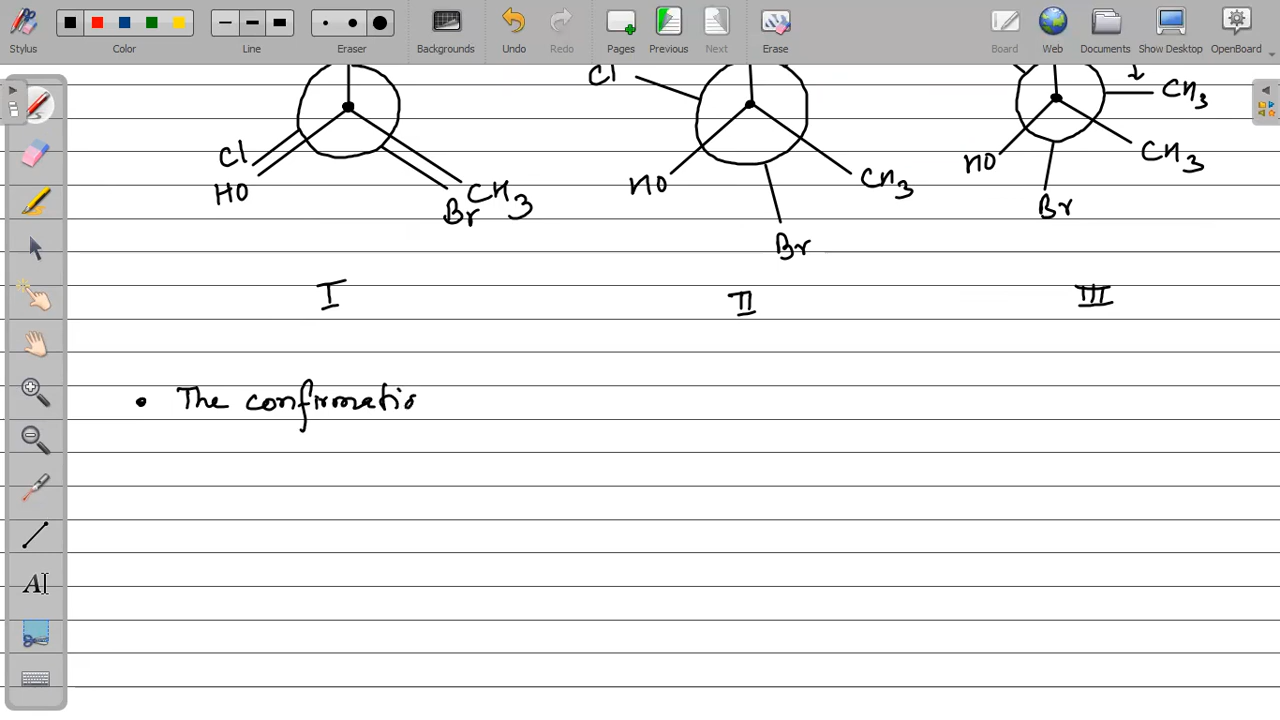 Stylus Color Line Eraser Backgrounds Undo Redo Pages Previous Next Erase Board Web Documents Show Desktop OpenBoard
Cl CH3
Cl CH3
HO HO CH3 HO
CH3 Br
Br Br
I II III
• The confirmatio